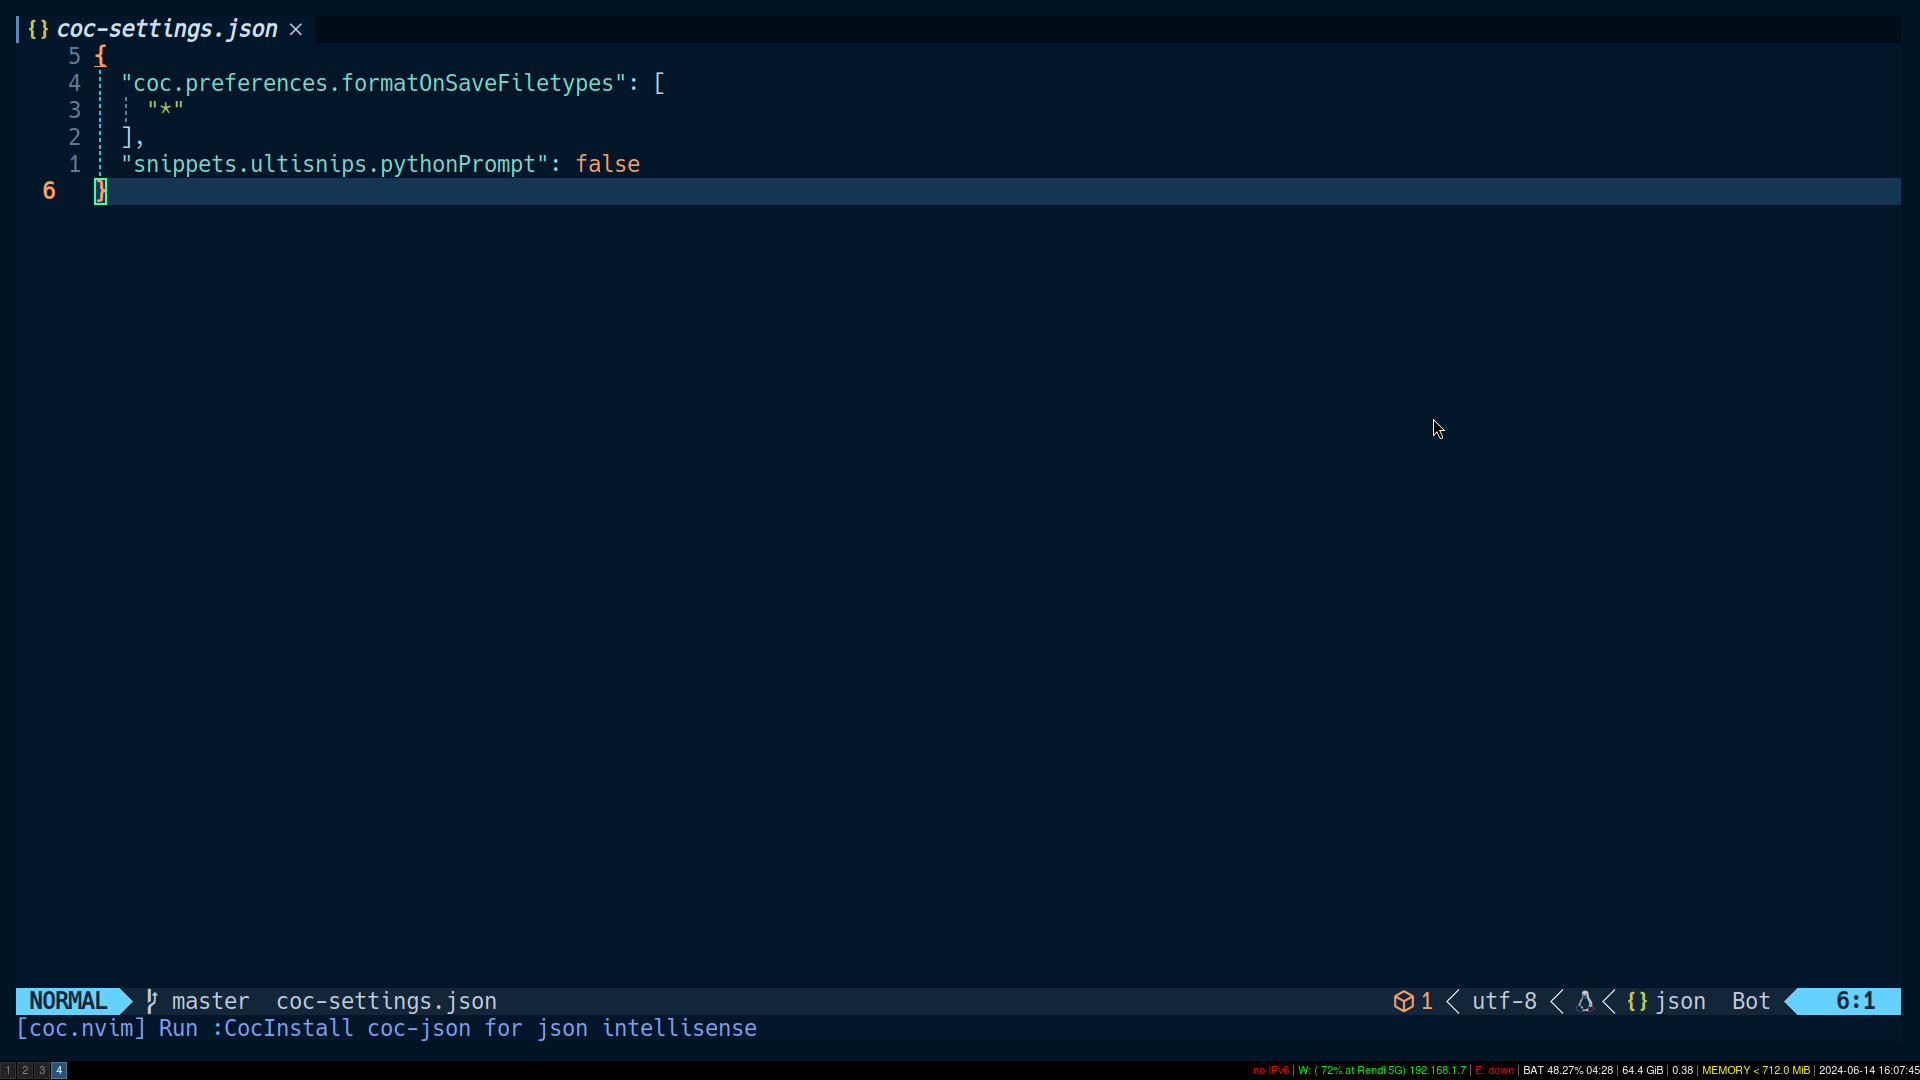 {} coc-settings.json ×
5 {
4 "coc.preferences.formatOnSaveFiletypes": [
3 "*"
2 ],
1 "snippets.ultisnips.pythonPrompt": false
6 }
NORMAL master coc-settings.json 1 utf-8 {} json Bot 6:1
[coc.nvim] Run :CocInstall coc-json for json intellisense
1 2 3 4 no IPv6 | W: ( 72% at Rendi 5G) 192.168.1.7 | E: down | BAT 48.27% 04:28 | 64.4 GiB | 0.38 | MEMORY < 712.0 MiB | 2024-06-14 16:07:45